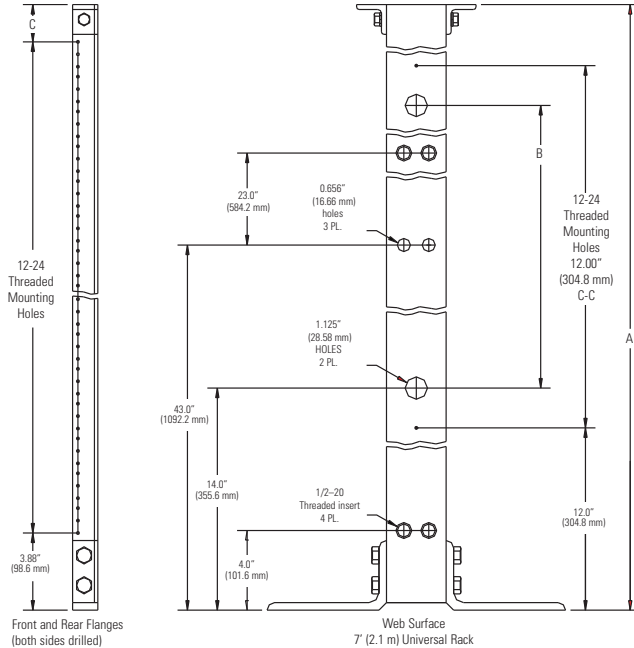 C
12-24
Threaded
Mounting
Holes
3.88"
(98.6 mm)
Front and Rear Flanges
(both sides drilled)
23.0"
(584.2 mm)
0.656"
(16.66 mm)
holes
3 PL.
1.125"
(28.58 mm)
HOLES
2 PL.
43.0"
(1092.2 mm)
14.0"
(355.6 mm)
1/2–20
Threaded insert
4 PL.
4.0"
(101.6 mm)
B
12-24
Threaded
Mounting
Holes
12.00"
(304.8 mm)
C-C
A
12.0"
(304.8 mm)
Web Surface
7' (2.1 m) Universal Rack